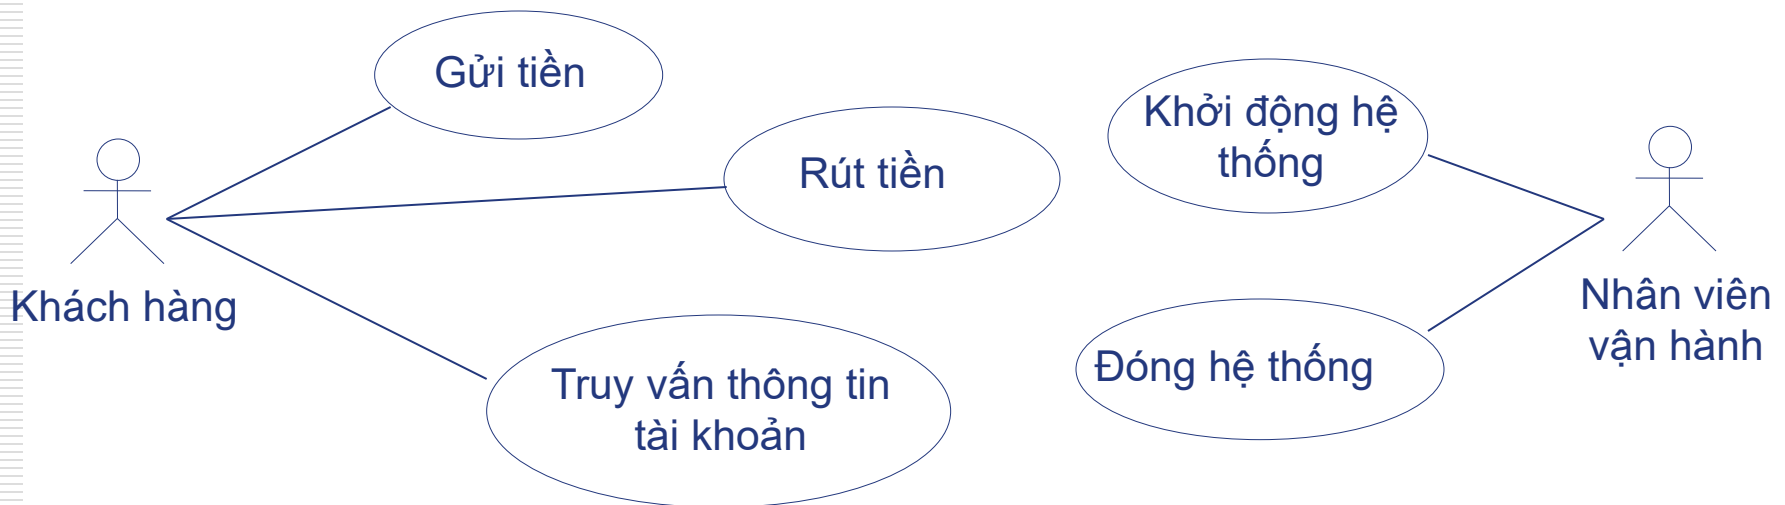 Gửi tiền
Rút tiền
Khởi động hệ
thống
Khách hàng
Truy vấn thông tin
tài khoản
Đóng hệ thống
Nhân viên
vận hành